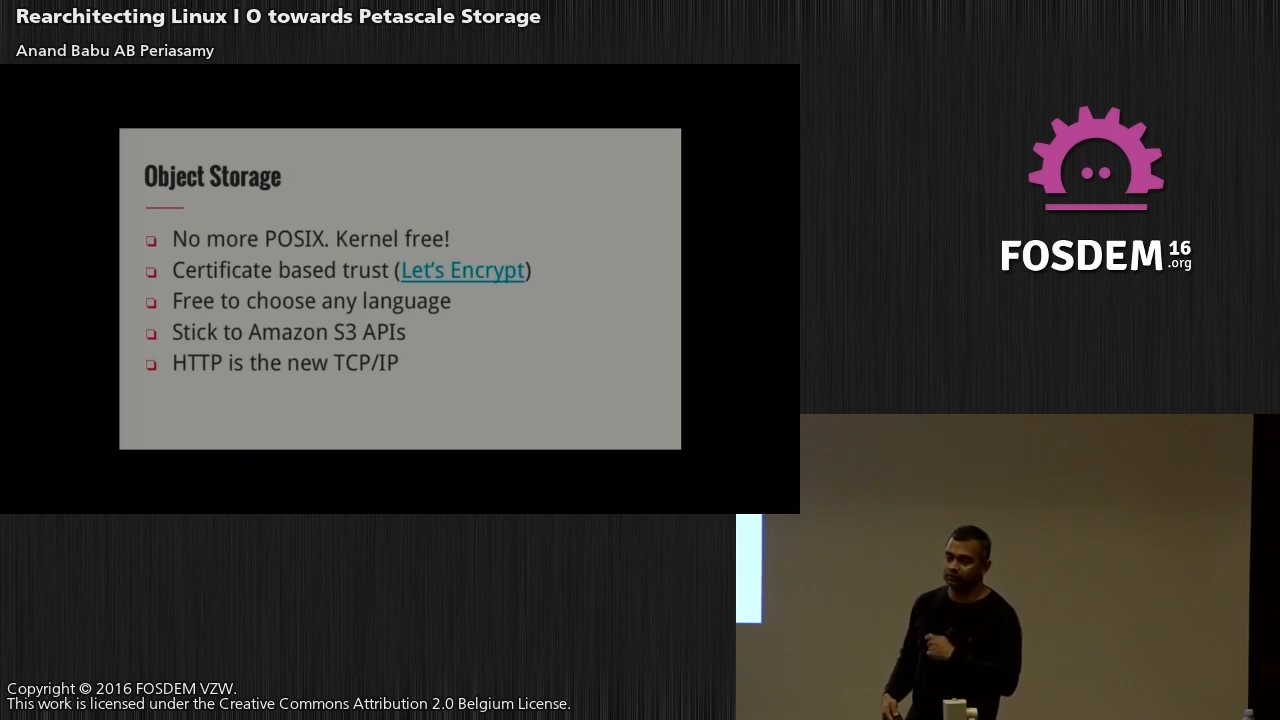 Rearchitecting Linux I O towards Petascale Storage
Anand Babu AB Periasamy
Object Storage
No more POSIX. Kernel free!
Certificate based trust (Let's Encrypt)
Free to choose any language
Stick to Amazon S3 APIs
HTTP is the new TCP/IP
FOSDEM 16 .org
Copyright © 2016 FOSDEM VZW.
This work is licensed under the Creative Commons Attribution 2.0 Belgium License.